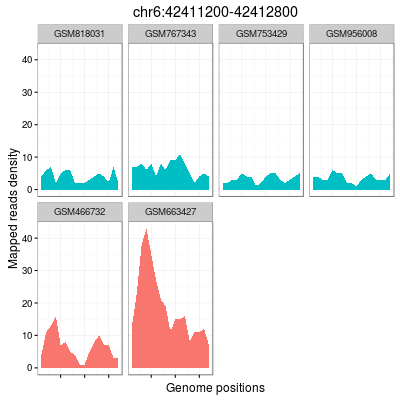 chr6:42411200-42412800
GSM818031 GSM767343 GSM753429 GSM956008
40
30
20
10
0
GSM466732 GSM663427
40
30
20
10
0
Mapped reads density
Genome positions